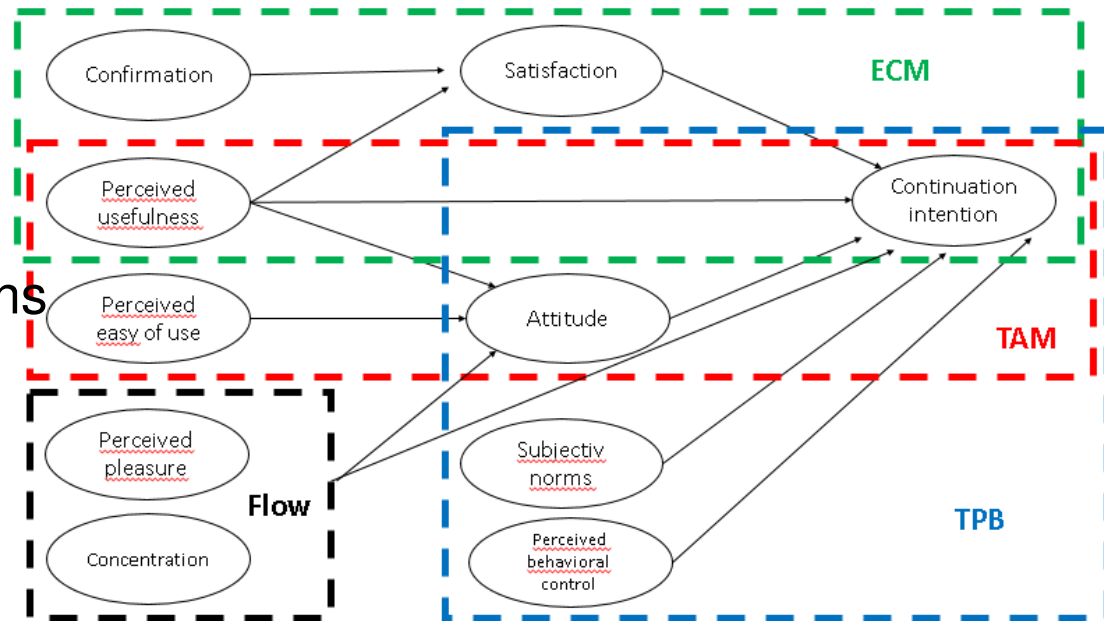 Confirmation
Satisfaction
ECM
Perceived
usefulness
Continuation
intention
ns
Perceived
easy of use
Attitude
TAM
Perceived
pleasure
Flow
Concentration
Subjectiv
norms
TPB
Perceived
behavioral
control